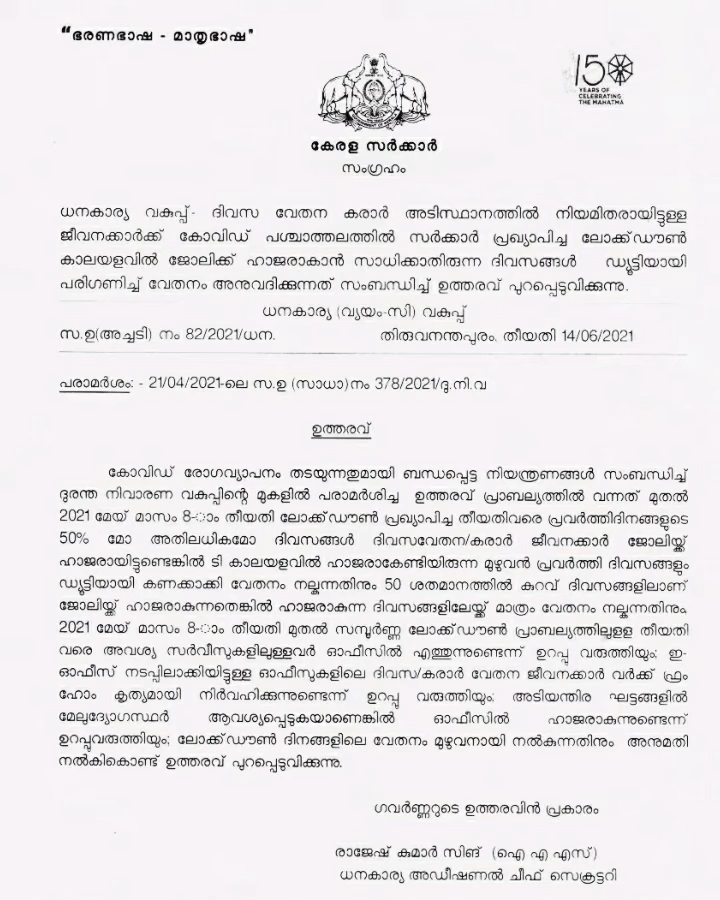 “ഭരണഭാഷ - മാതൃഭാഷ"
150
YEARS OF
CELEBRATING
THE MAHATMA
കേരള സർക്കാർ
സംഗ്രഹം
ധനകാര്യ വകുപ്പ്- ദിവസ വേതന കരാർ അടിസ്ഥാനത്തിൽ നിയമിതരായിട്ടുള്ള
ജീവനക്കാർക്ക് കോവിഡ് പശ്ചാത്തലത്തിൽ സർക്കാർ പ്രഖ്യാപിച്ച ലോക്ക്ഡൗൺ
കാലയളവിൽ ജോലിക്ക് ഹാജരാകാൻ സാധിക്കാതിരുന്ന ദിവസങ്ങൾ ഡ്യൂട്ടിയായി
പരിഗണിച്ച് വേതനം അനുവദിക്കുന്നത് സംബന്ധിച്ച് ഉത്തരവ് പുറപ്പെടുവിക്കുന്നു.
ധനകാര്യ (വ്യയം-സി) വകുപ്പ്
സ.ഉ(അച്ചടി) നം 82/2021/ധന. തിരുവനന്തപുരം, തീയതി 14/06/2021
പരാമർശം: - 21/04/2021-ലെ സ.ഉ (സാധാ)നം 378/2021/ദു.നി.വ
ഉത്തരവ്
കോവിഡ് രോഗവ്യാപനം തടയുന്നതുമായി ബന്ധപ്പെട്ട നിയന്ത്രണങ്ങൾ സംബന്ധിച്ച്
ദുരന്ത നിവാരണ വകുപ്പിന്റെ മുകളിൽ പരാമർശിച്ച ഉത്തരവ് പ്രാബല്യത്തിൽ വന്നത് മുതൽ
2021 മേയ് മാസം 8-ാം തീയതി ലോക്ക്ഡൗൺ പ്രഖ്യാപിച്ച തീയതിവരെ പ്രവർത്തിദിനങ്ങളുടെ
50% മോ അതിലധികമോ ദിവസങ്ങൾ ദിവസവേതന/കരാർ ജീവനക്കാർ ജോലിയ്ക്ക്
ഹാജരായിട്ടുണ്ടെങ്കിൽ ടി കാലയളവിൽ ഹാജരാകേണ്ടിയിരുന്ന മുഴുവൻ പ്രവർത്തി ദിവസങ്ങളും
ഡ്യൂട്ടിയായി കണക്കാക്കി വേതനം നല്കുന്നതിനും 50 ശതമാനത്തിൽ കുറവ് ദിവസങ്ങളിലാണ്
ജോലിയ്ക്ക് ഹാജരാകുന്നതെങ്കിൽ ഹാജരാകുന്ന ദിവസങ്ങളിലേയ്ക്ക് മാത്രം വേതനം നല്കുന്നതിനും,
2021 മേയ് മാസം 8-ാം തീയതി മുതൽ സമ്പൂർണ്ണ ലോക്ക്ഡൗൺ പ്രാബല്യത്തിലുളള തീയതി
വരെ അവശ്യ സർവീസുകളിലുള്ളവർ ഓഫീസിൽ എത്തുന്നുണ്ടെന്ന് ഉറപ്പു വരുത്തിയും; ഇ-
ഓഫീസ് നടപ്പിലാക്കിയിട്ടുള്ള ഓഫീസുകളിലെ ദിവസ/കരാർ വേതന ജീവനക്കാർ വർക്ക് ഫ്രം
ഹോം കൃത്യമായി നിർവഹിക്കുന്നുണ്ടെന്ന് ഉറപ്പു വരുത്തിയും; അടിയന്തിര ഘട്ടങ്ങളിൽ
മേലുദ്യോഗസ്ഥർ ആവശ്യപ്പെടുകയാണെങ്കിൽ ഓഫീസിൽ ഹാജരാകുന്നുണ്ടെന്ന്
ഉറപ്പുവരുത്തിയും; ലോക്ക്ഡൗൺ ദിനങ്ങളിലെ വേതനം മുഴുവനായി നൽകുന്നതിനും അനുമതി
നൽകികൊണ്ട് ഉത്തരവ് പുറപ്പെടുവിക്കുന്നു.
ഗവർണ്ണറുടെ ഉത്തരവിൻ പ്രകാരം
രാജേഷ് കുമാർ സിങ് (ഐ എ എസ്)
ധനകാര്യ അഡീഷണൽ ചീഫ് സെക്രട്ടറി